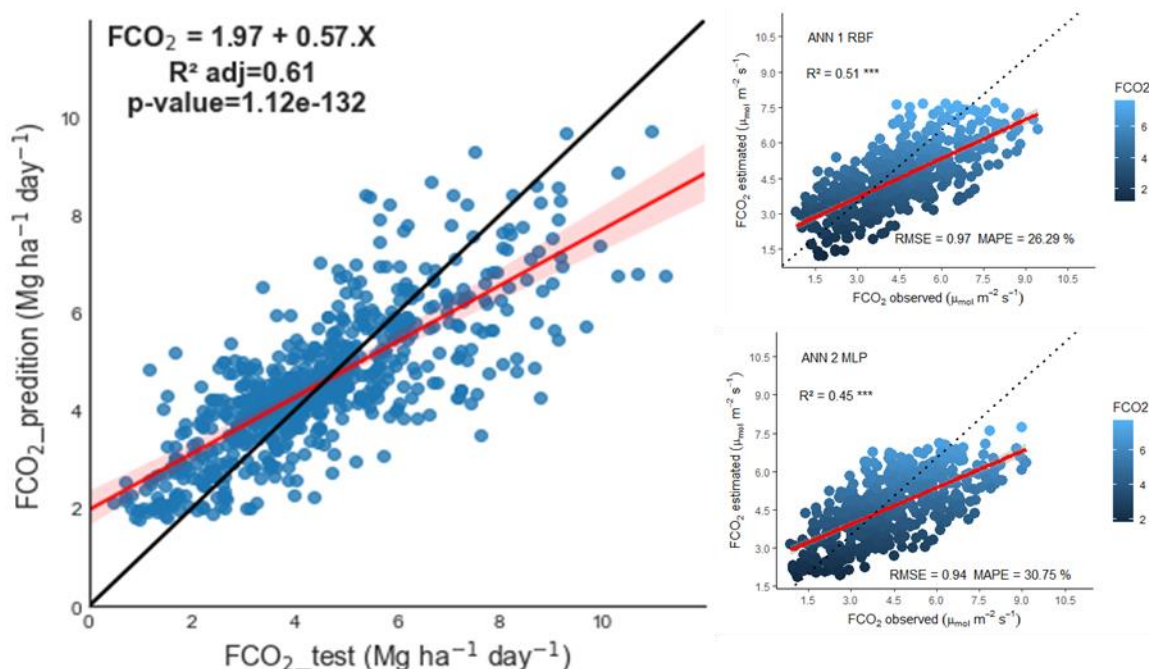 FCO₂ = 1.97 + 0.57.X
R² adj=0.61
p-value=1.12e-132
FCO₂_predition (Mg ha⁻¹ day⁻¹)
10
8
6
4
2
0
0 2 4 6 8 10
FCO₂_test (Mg ha⁻¹ day⁻¹)
ANN 1 RBF
R² = 0.51 ***
FCO₂ estimated (μmol m⁻² s⁻¹)
10.5
9.0
7.5
6.0
4.5
3.0
1.5
RMSE = 0.97 MAPE = 26.29 %
1.5 3.0 4.5 6.0 7.5 9.0 10.5
FCO₂ observed (μmol m⁻² s⁻¹)
FCO2
6
4
2
ANN 2 MLP
R² = 0.45 ***
FCO₂ estimated (μmol m⁻² s⁻¹)
10.5
9.0
7.5
6.0
4.5
3.0
1.5
RMSE = 0.94 MAPE = 30.75 %
1.5 3.0 4.5 6.0 7.5 9.0 10.5
FCO₂ observed (μmol m⁻² s⁻¹)
FCO2
6
4
2